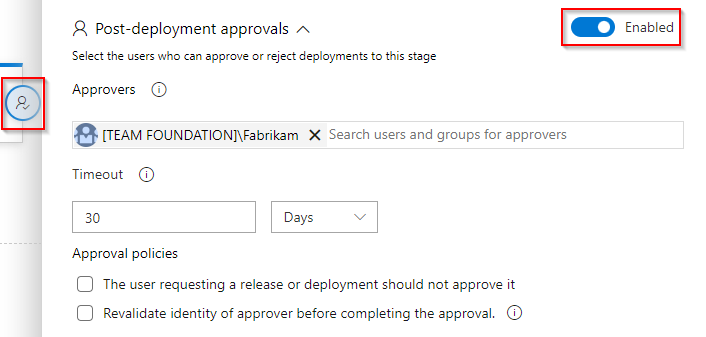 Post-deployment approvals
Enabled
Select the users who can approve or reject deployments to this stage
Approvers
[TEAM FOUNDATION]\Fabrikam Search users and groups for approvers
Timeout
30 Days
Approval policies
The user requesting a release or deployment should not approve it
Revalidate identity of approver before completing the approval.